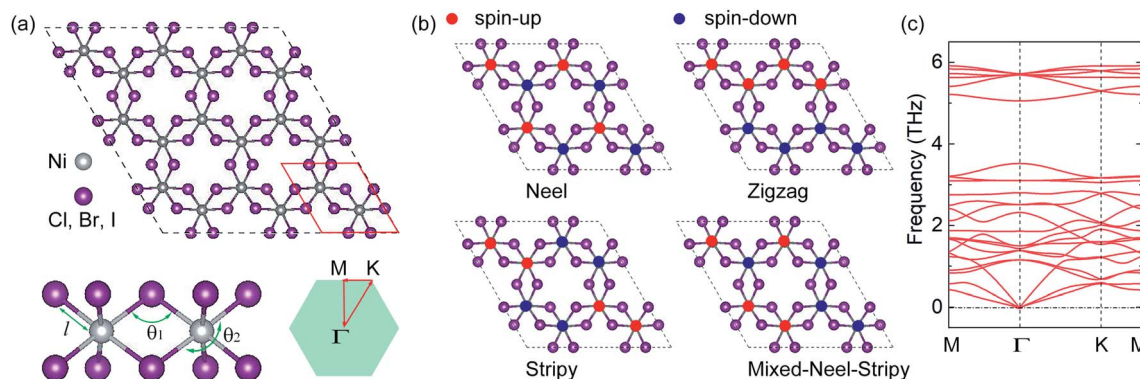 (a)
Ni
Cl, Br, I
l
θ1
θ2
M
K
Γ
(b)
spin-up
spin-down
Neel
Zigzag
Stripy
Mixed-Neel-Stripy
(c)
Frequency (THz)
6
4
2
0
M
Γ
K
M